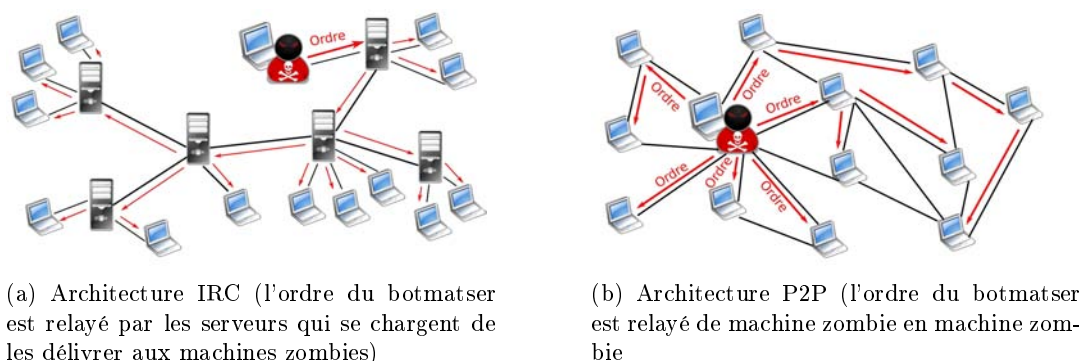 Ordre
Ordre
Ordre
Ordre
Ordre
Ordre
Ordre
(a) Architecture IRC (l'ordre du botmatser
est relayé par les serveurs qui se chargent de
les délivrer aux machines zombies)
(b) Architecture P2P (l'ordre du botmatser
est relayé de machine zombie en machine zom-
bie